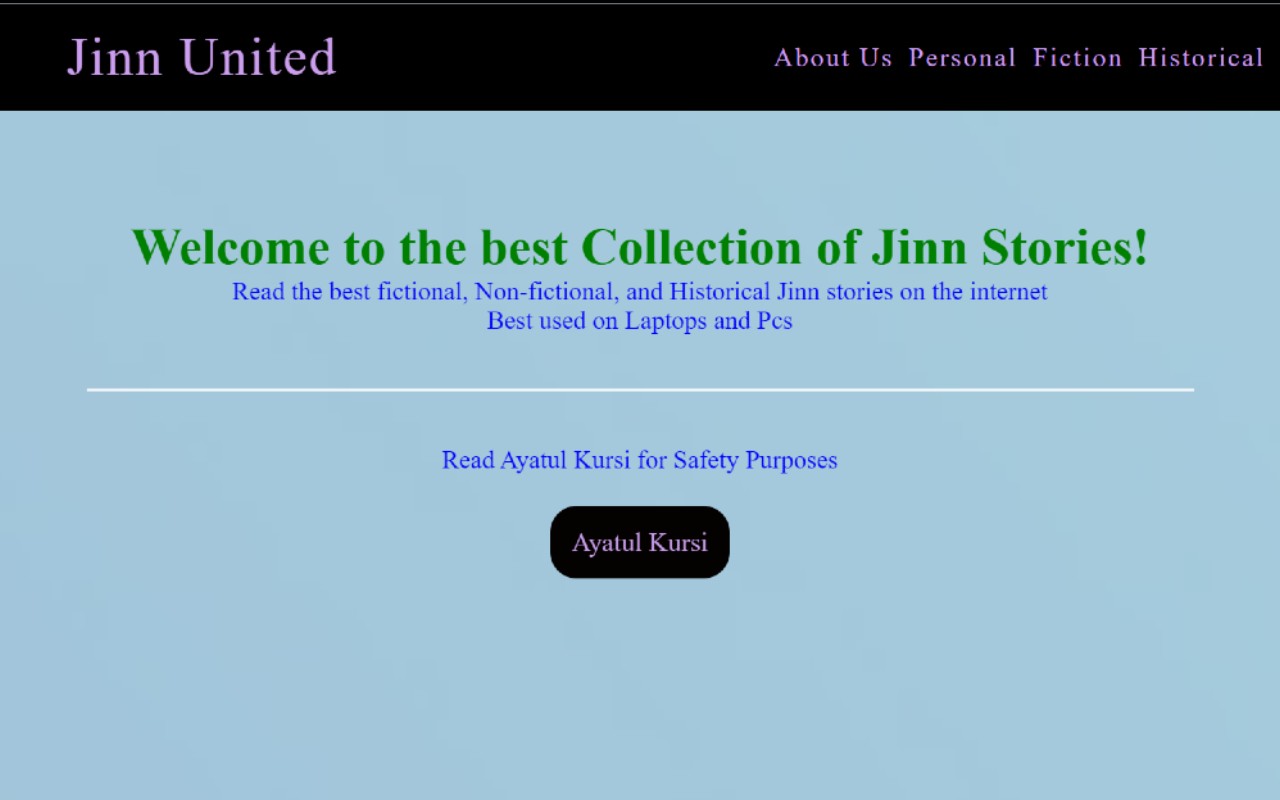 Jinn United
About Us Personal Fiction Historical
Welcome to the best Collection of Jinn Stories!
Read the best fictional, Non-fictional, and Historical Jinn stories on the internet
Best used on Laptops and Pcs
Read Ayatul Kursi for Safety Purposes
Ayatul Kursi